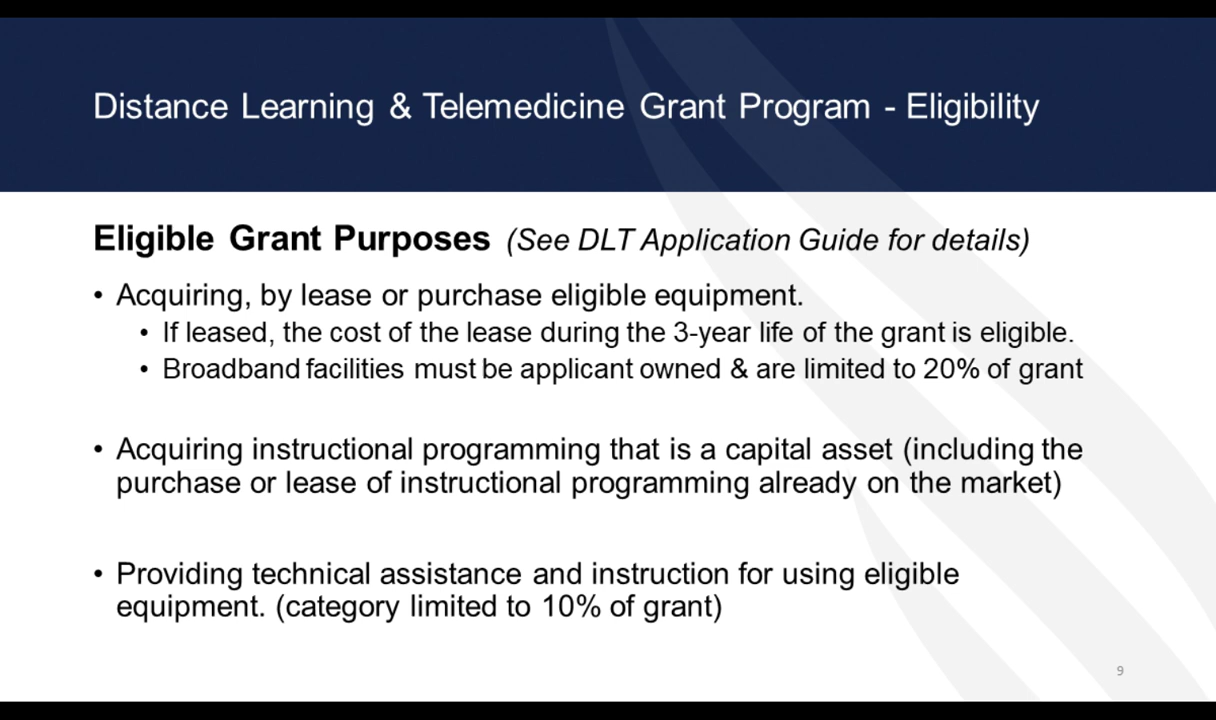 Distance Learning & Telemedicine Grant Program - Eligibility
Eligible Grant Purposes (See DLT Application Guide for details)
• Acquiring, by lease or purchase eligible equipment.
• If leased, the cost of the lease during the 3-year life of the grant is eligible.
• Broadband facilities must be applicant owned & are limited to 20% of grant
• Acquiring instructional programming that is a capital asset (including the
purchase or lease of instructional programming already on the market)
• Providing technical assistance and instruction for using eligible
equipment. (category limited to 10% of grant)
9